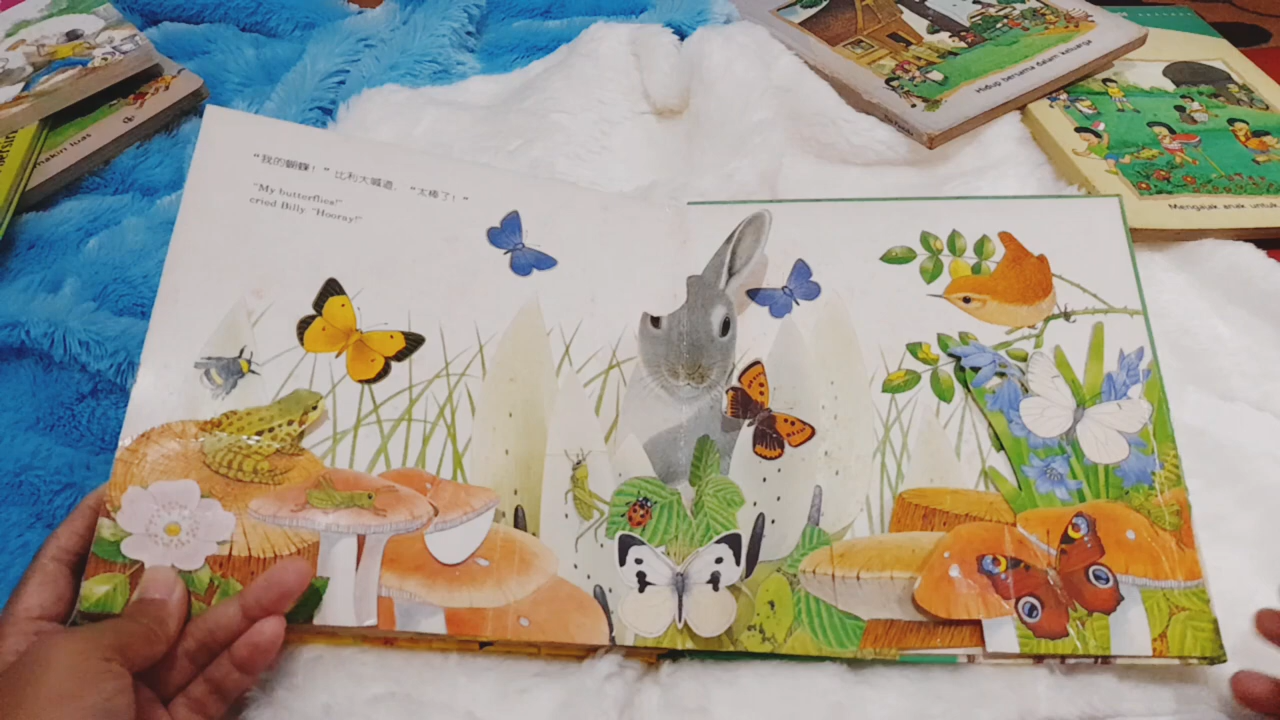 “我的蝴蝶！”比利大喊道，“太棒了！”
“My butterflies!”
cried Billy. “Hooray!”
Hidup bersama dalam keluarga
Mengajak anak untuk